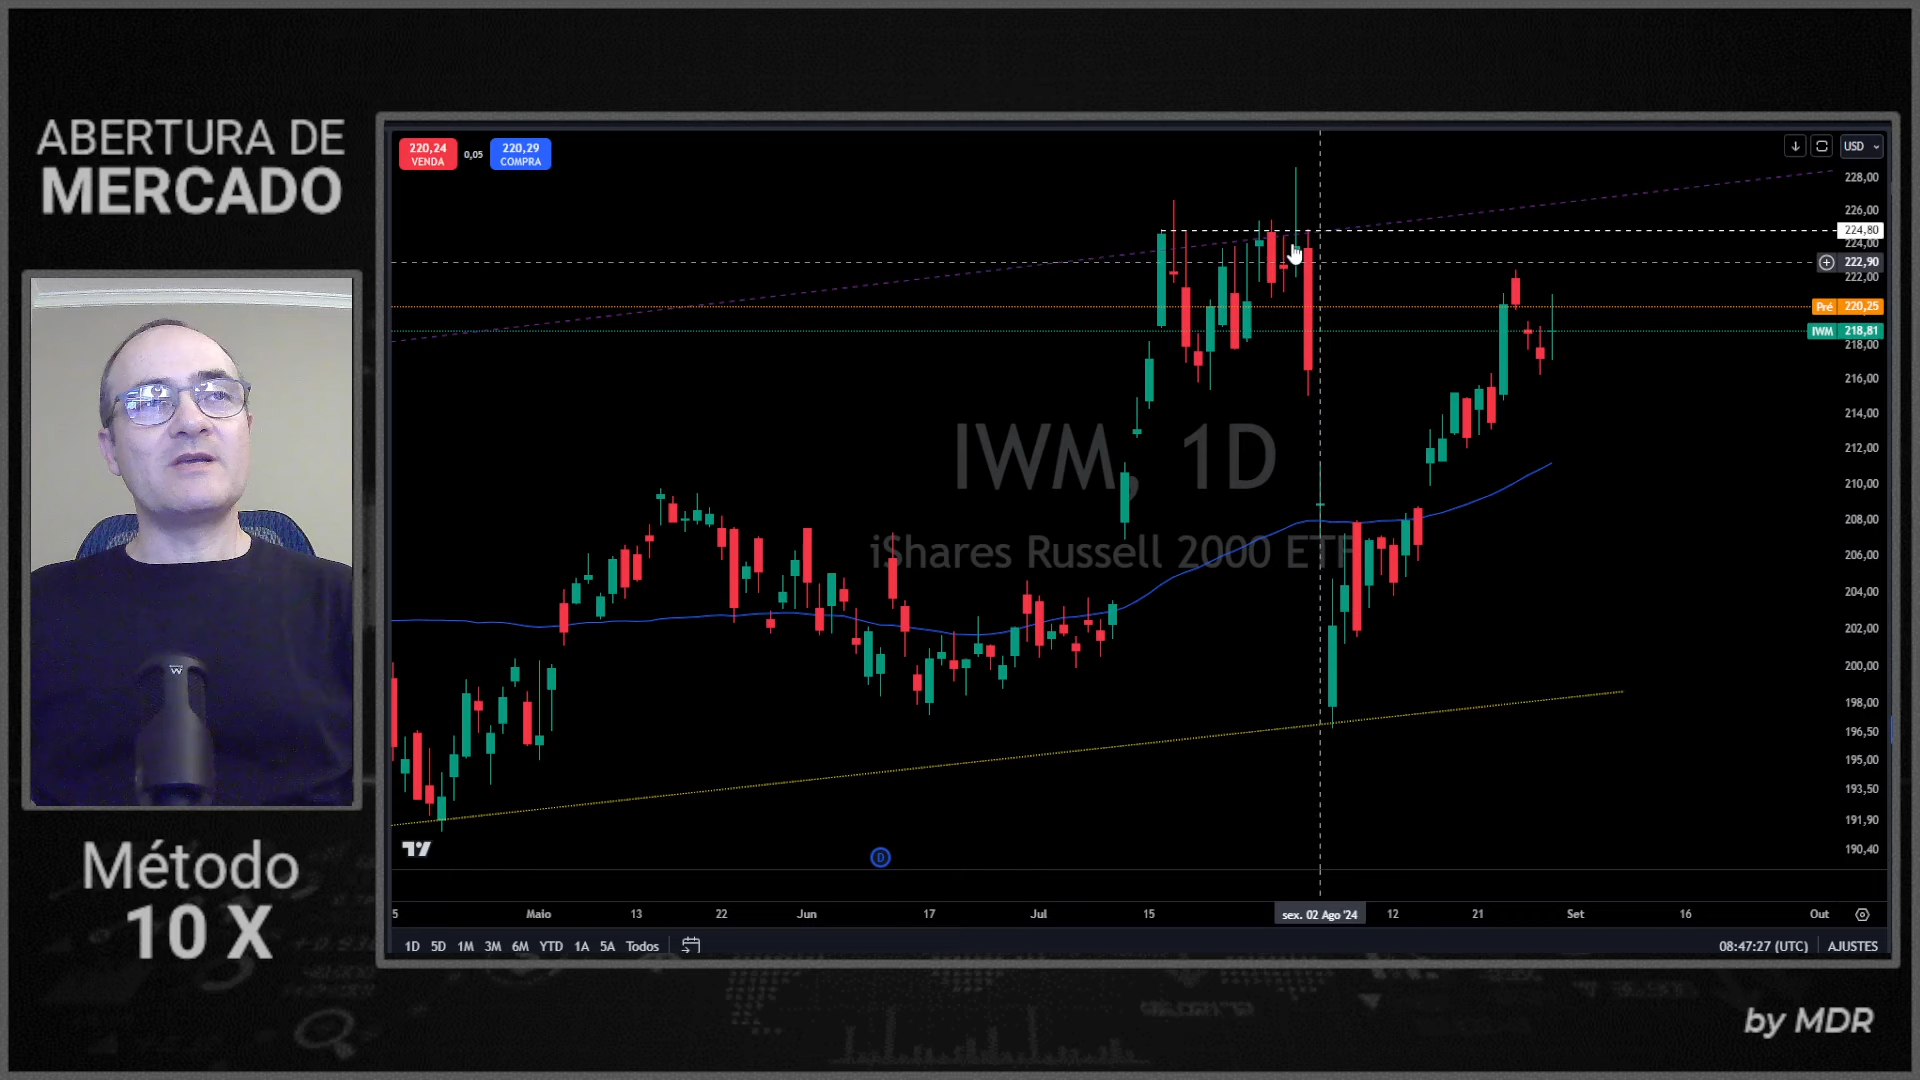 ABERTURA DE
MERCADO
Método
10 X
220,24
VENDA
0,05
220,29
COMPRA
USD
228,00
226,00
224,80
224,00
222,90
222,00
Pré 220,25
IWM 218,81
218,00
216,00
214,00
212,00
210,00
208,00
206,00
204,00
202,00
200,00
198,00
196,50
195,00
193,50
191,90
190,40
IWM, 1D
iShares Russell 2000 ETF
D
5 Maio 13 22 Jun 17 Jul 15 sex. 02 Ago '24 12 21 Set 16 Out
1D 5D 1M 3M 6M YTD 1A 5A Todos
08:47:27 (UTC) AJUSTES
by MDR